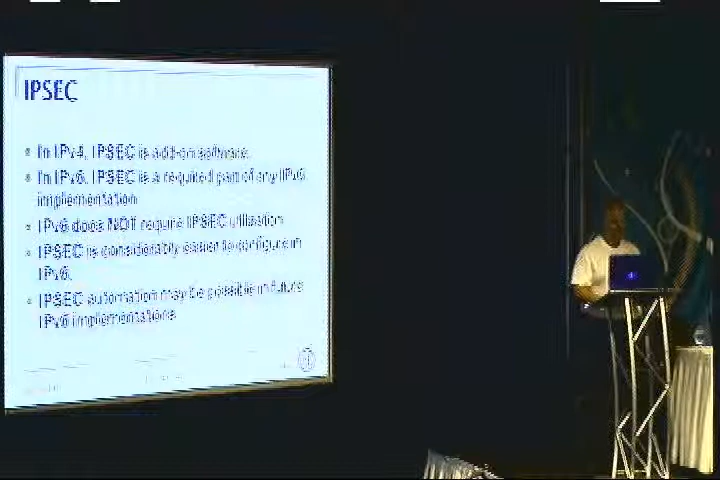 IPSEC
In IPv4, IPSEC is add-on software.
In IPv6, IPSEC is a required part of any IPv6
implementation
IPv6 does NOT require IPSEC utilisation
IPSEC is considerably easier to configure in
IPv6.
IPSEC automation may be possible in future
IPv6 implementations